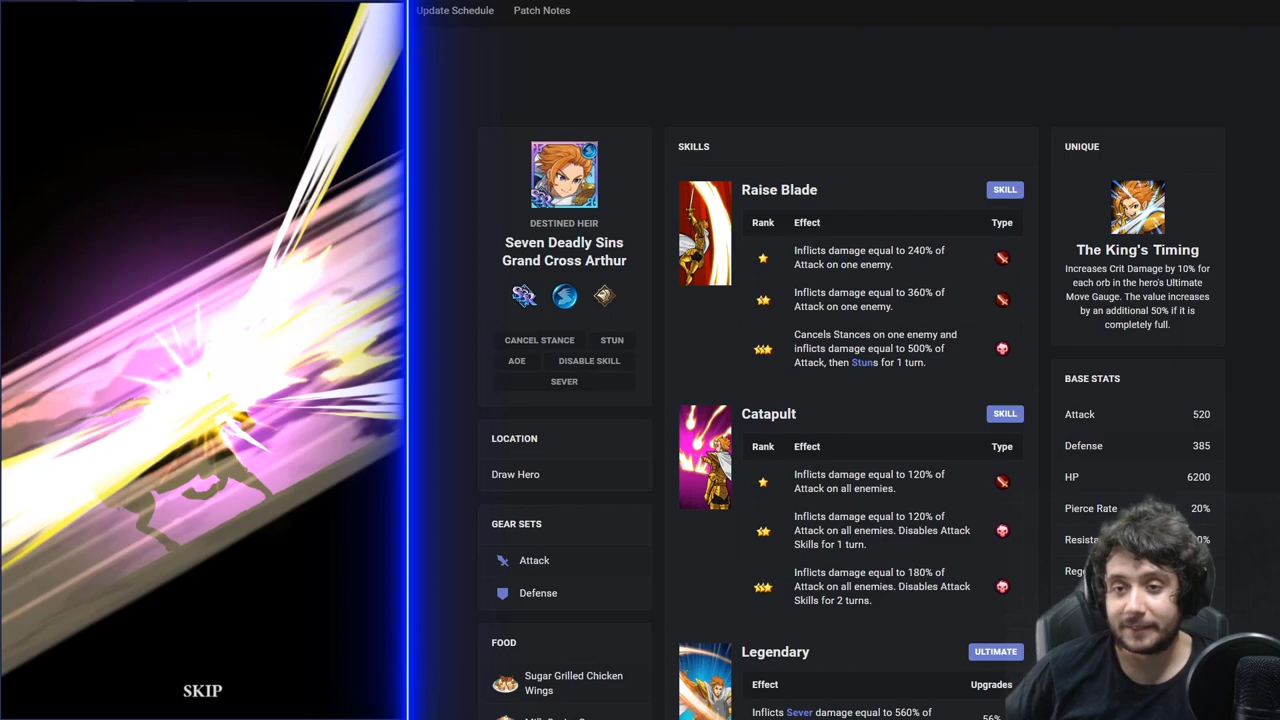 Update Schedule
Patch Notes
DESTINED HEIR
Seven Deadly Sins
Grand Cross Arthur
CANCEL STANCE
STUN
AOE
DISABLE SKILL
SEVER
LOCATION
Draw Hero
GEAR SETS
Attack
Defense
FOOD
Sugar Grilled Chicken
Wings
SKILLS
Raise Blade
SKILL
Rank
Effect
Type
Inflicts damage equal to 240% of
Attack on one enemy.
Inflicts damage equal to 360% of
Attack on one enemy.
Cancels Stances on one enemy and
inflicts damage equal to 500% of
Attack, then Stuns for 1 turn.
Catapult
SKILL
Rank
Effect
Type
Inflicts damage equal to 120% of
Attack on all enemies.
Inflicts damage equal to 120% of
Attack on all enemies. Disables Attack
Skills for 1 turn.
Inflicts damage equal to 180% of
Attack on all enemies. Disables Attack
Skills for 2 turns.
Legendary
ULTIMATE
Effect
Upgrades
Inflicts Sever damage equal to 560% of
56%
UNIQUE
The King's Timing
Increases Crit Damage by 10% for
each orb in the hero's Ultimate
Move Gauge. The value increases
by an additional 50% if it is
completely full.
BASE STATS
Attack 520
Defense 385
HP 6200
Pierce Rate 20%
SKIP